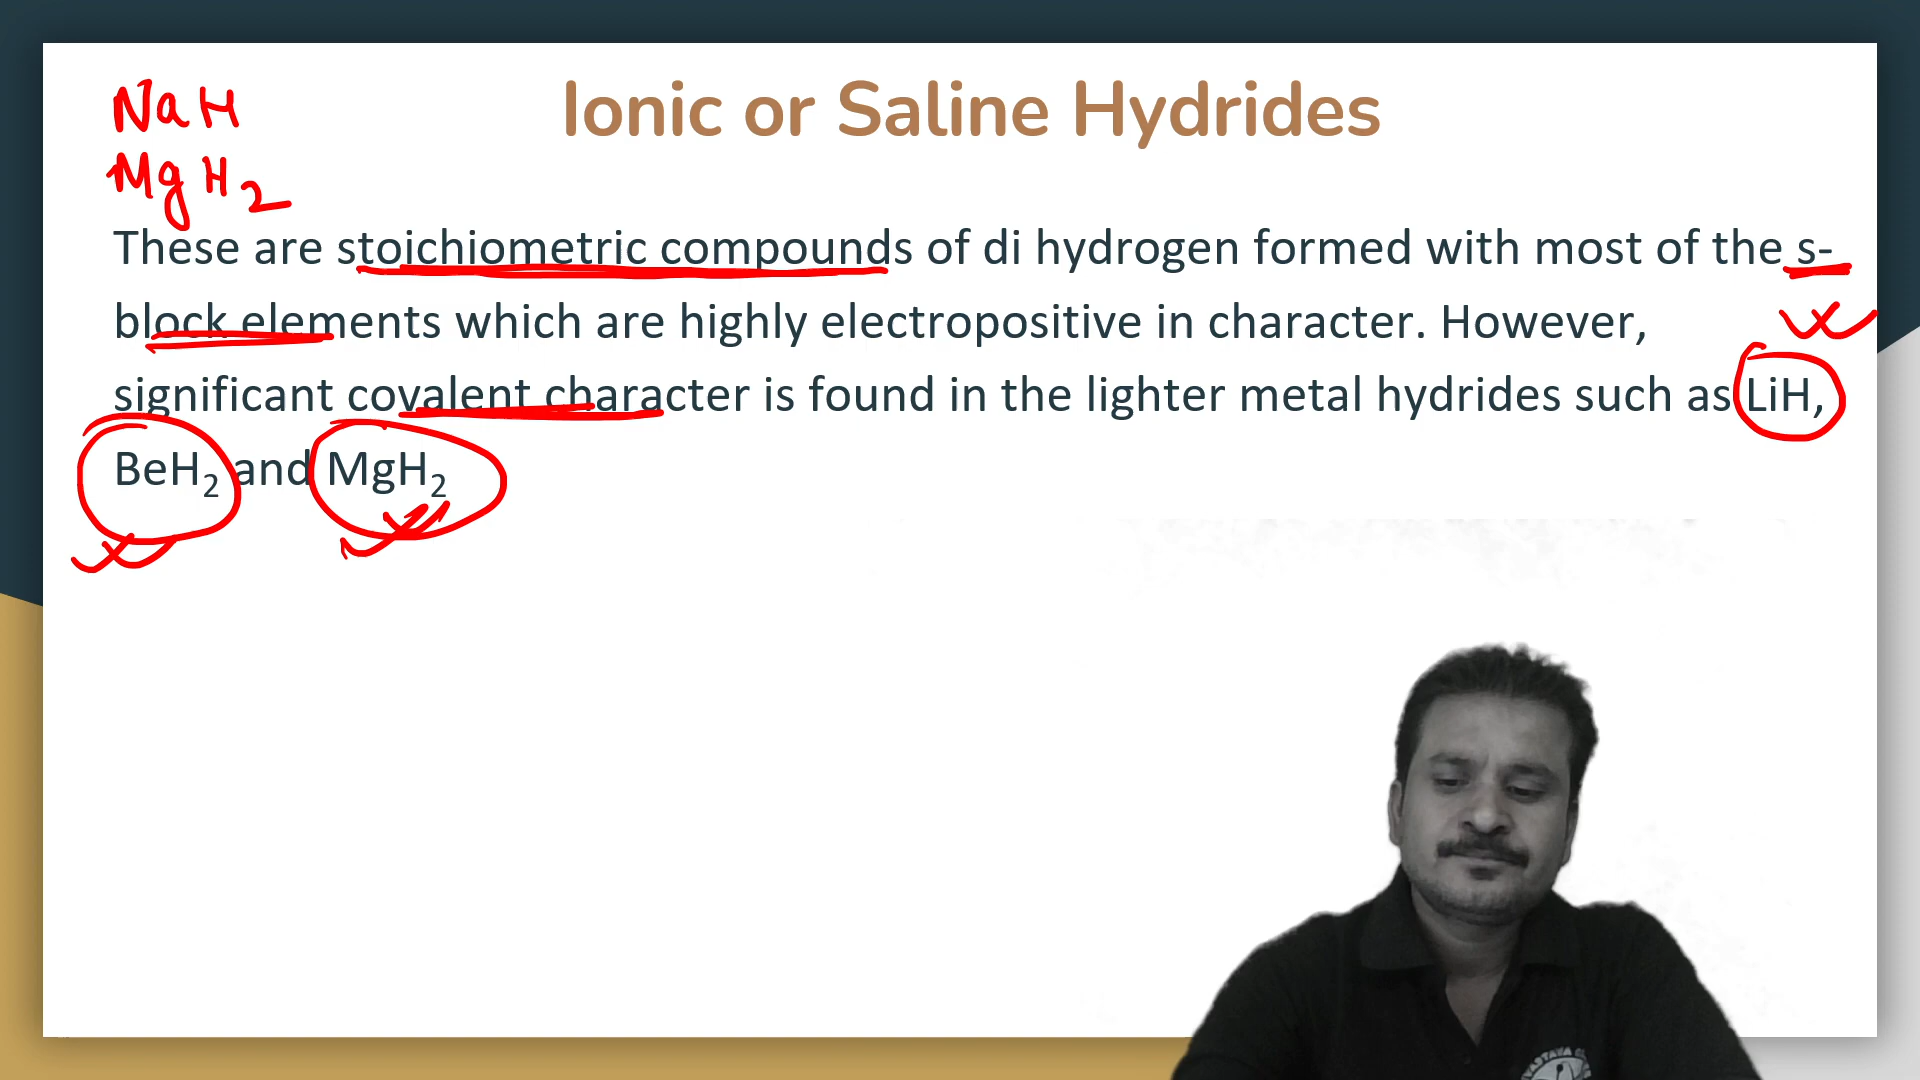 NaH
Ionic or Saline Hydrides
MgH2
These are stoichiometric compounds of di hydrogen formed with most of the s-
block elements which are highly electropositive in character. However,
significant covalent character is found in the lighter metal hydrides such as LiH,
BeH₂ and MgH₂